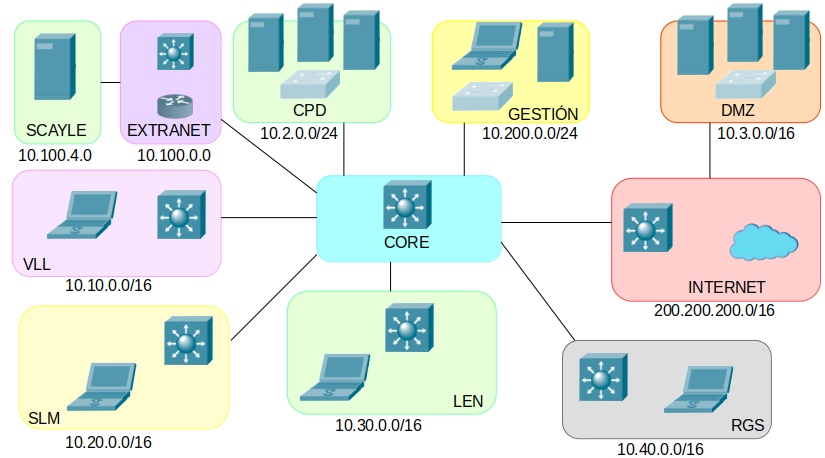 SCAYLE
10.100.4.0
EXTRANET
10.100.0.0
CPD
10.2.0.0/24
GESTIÓN
10.200.0.0/24
DMZ
10.3.0.0/16
VLL
10.10.0.0/16
CORE
INTERNET
200.200.200.0/16
SLM
10.20.0.0/16
LEN
10.30.0.0/16
RGS
10.40.0.0/16